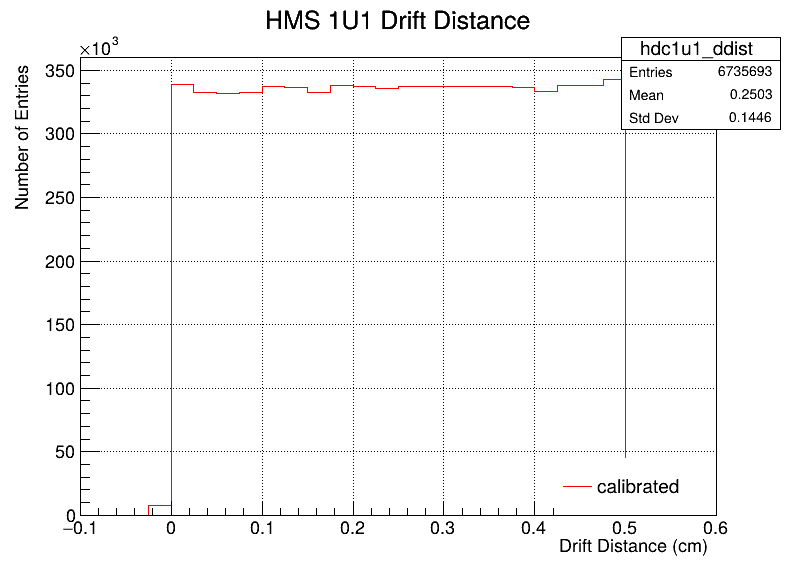 HMS 1U1 Drift Distance
×10³
hdc1u1_ddist
Entries 6735693
Mean 0.2503
Std Dev 0.1446
Number of Entries
350
300
250
200
150
100
50
0
calibrated
−0.1 0 0.1 0.2 0.3 0.4 0.5 0.6
Drift Distance (cm)